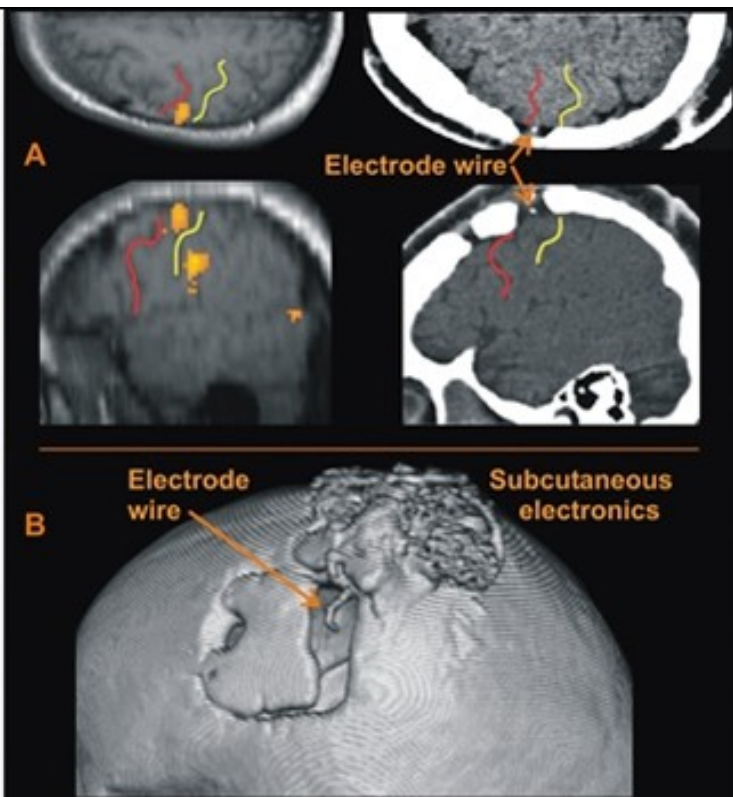 A
Electrode wire
Electrode
wire
Subcutaneous
electronics
B